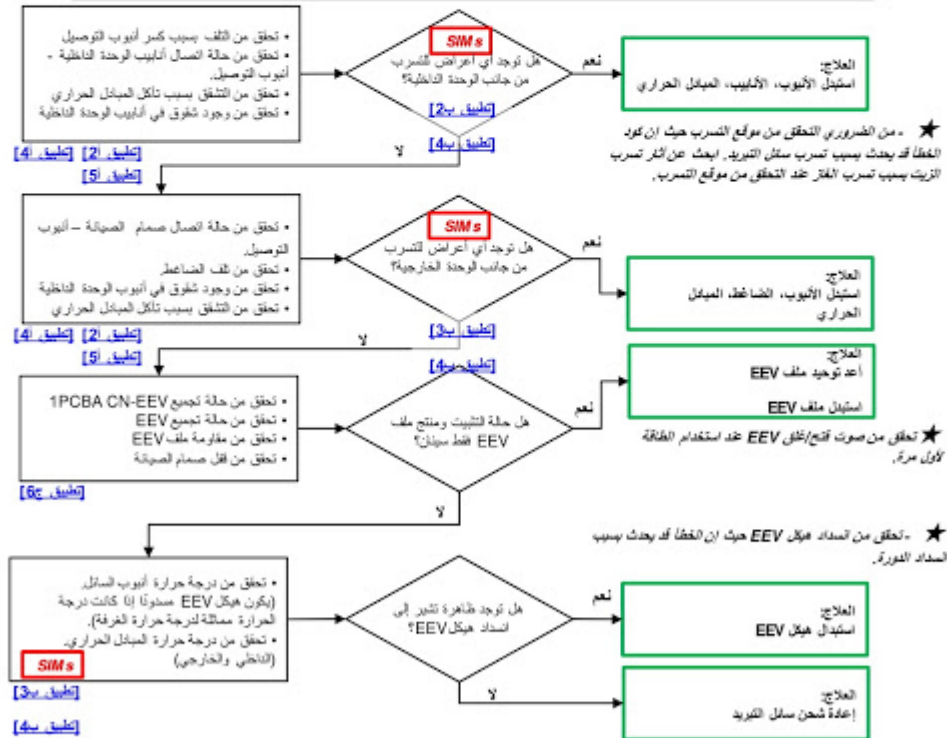 • تحقق من التلف بسبب كسر أنبوب التوصيل
• تحقق من حالة اتصال أنابيب الوحدة الداخلية -
أنبوب التوصيل.
• تحقق من التشقق بسبب تآكل المبادل الحراري
• تحقق من وجود شقوق في أنابيب الوحدة الداخلية
[تطبيق أ2] [تطبيق أ4]
[تطبيق أ5]
SIMs
هل توجد أي أعراض للتسرب
من جانب الوحدة الداخلية؟
[تطبيق ب2]
[تطبيق ب4]
نعم
لا
العلاج:
استبدل الأنبوب، الأنابيب، المبادل الحراري
★ - من الضروري التحقق من موقع التسرب حيث إن كود
الخطأ قد يحدث بسبب تسرب سائل التبريد. ابحث عن آثار تسرب
الزيت بسبب تسرب الغاز عند التحقق من موقع التسرب.
• تحقق من حالة اتصال صمام الصيانة – أنبوب
التوصيل.
• تحقق من تلف الضاغط.
• تحقق من وجود شقوق في أنبوب الوحدة الداخلية
• تحقق من التشقق بسبب تآكل المبادل الحراري
[تطبيق أ2] [تطبيق أ4]
[تطبيق أ5]
SIMs
هل توجد أي أعراض للتسرب
من جانب الوحدة الخارجية؟
[تطبيق ب3]
[تطبيق ب4]
نعم
لا
العلاج:
استبدل الأنبوب، الضاغط، المبادل
الحراري
• تحقق من حالة تجميع 1PCBA CN-EEV
• تحقق من حالة تجميع EEV
• تحقق من مقاومة ملف EEV
• تحقق من قفل صمام الصيانة
[تطبيق ج6]
هل حالة التثبيت ومنتج ملف
EEV فقط سيئان؟
نعم
لا
العلاج:
أعد توحيد ملف EEV
استبدل ملف EEV
★ تحقق من صوت فتح/غلق EEV عند استخدام الطاقة
لأول مرة.
• تحقق من درجة حرارة أنبوب السائل.
(يكون هيكل EEV مسدودًا إذا كانت درجة
الحرارة مماثلة لدرجة حرارة الغرفة).
• تحقق من درجة حرارة المبادل الحراري.
(الداخلي والخارجي)
SIMs
[تطبيق ب3]
[تطبيق ب4]
هل توجد ظاهرة تشير إلى
انسداد هيكل EEV؟
نعم
لا
★ - تحقق من انسداد هيكل EEV حيث إن الخطأ قد يحدث بسبب
انسداد الدورة.
العلاج:
استبدال هيكل EEV
العلاج:
إعادة شحن سائل التبريد